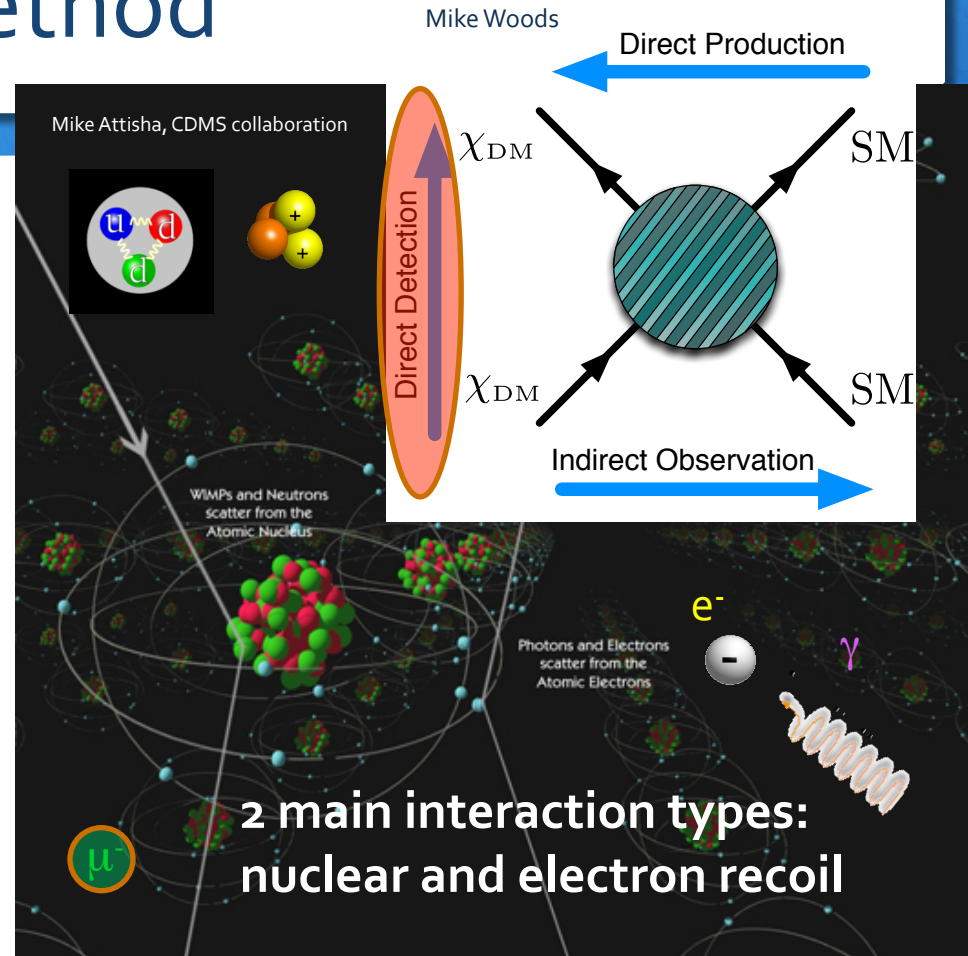 ethod
Mike Woods
Direct Production
Mike Attisha, CDMS collaboration
χDM
SM
u
d
d
+
+
Direct Detection
χDM
SM
Indirect Observation
WIMPs and Neutrons
scatter from the
Atomic Nucleus
e-
Photons and Electrons
scatter from the
Atomic Electrons
-
γ
2 main interaction types:
nuclear and electron recoil
μ-